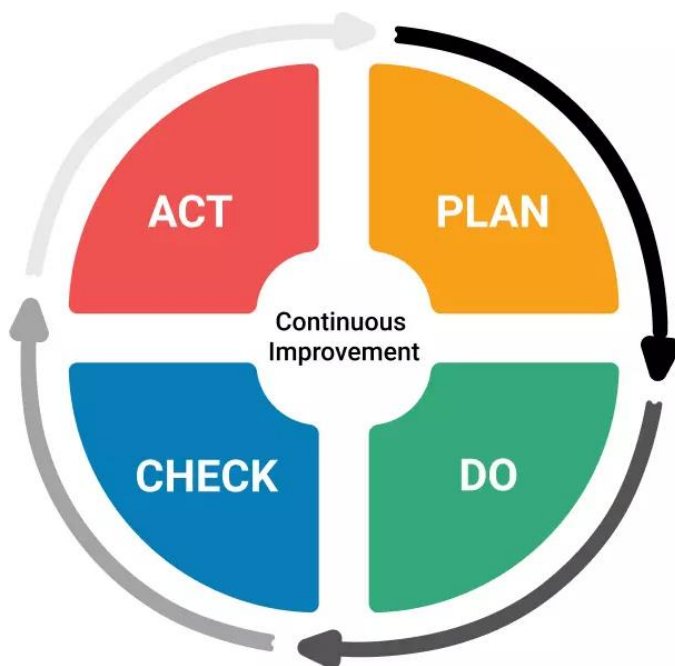 ACT
PLAN
Continuous
Improvement
CHECK
DO